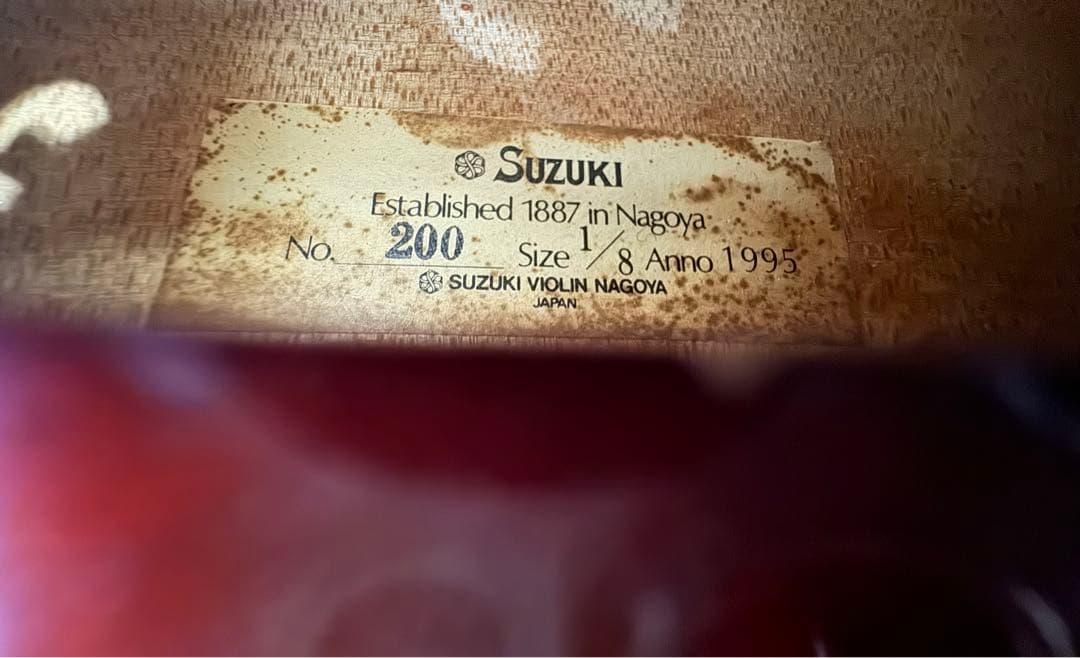 SUZUKI
Established 1887 in Nagoya
No. 200 Size 1/8 Anno 1995
SUZUKI VIOLIN NAGOYA
JAPAN